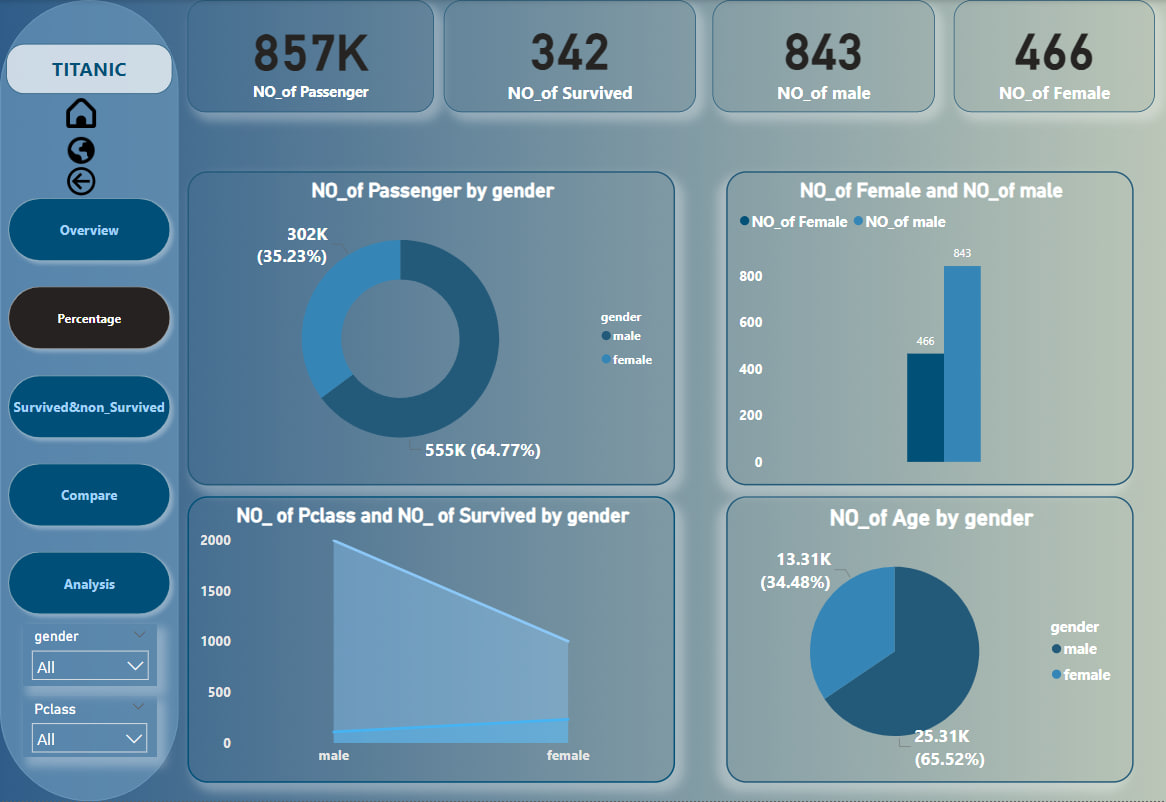 TITANIC
Overview
Percentage
Survived&non_Survived
Compare
Analysis
gender
All
Pclass
All
857K
NO_of Passenger
342
NO_of Survived
843
NO_of male
466
NO_of Female
NO_of Passenger by gender
302K
(35.23%)
555K (64.77%)
gender
male
female
NO_of Female and NO_of male
NO_of Female NO_of male
800
600
400
200
0
466
843
NO_ of Pclass and NO_ of Survived by gender
2000
1500
1000
500
0
male female
NO_of Age by gender
13.31K
(34.48%)
25.31K
(65.52%)
gender
male
female